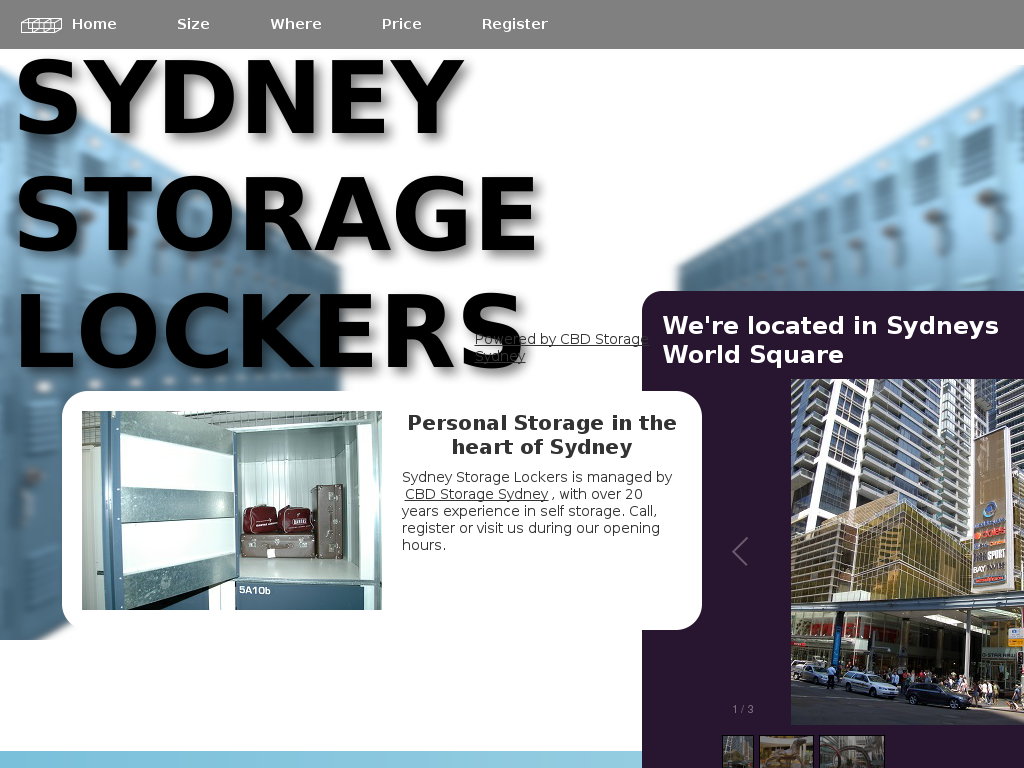 Home Size Where Price Register
SYDNEY
STORAGE
LOCKERS
Powered by CBD Storage
Sydney
We're located in Sydneys
World Square
Personal Storage in the
heart of Sydney
Sydney Storage Lockers is managed by
CBD Storage Sydney, with over 20
years experience in self storage. Call,
register or visit us during our opening
hours.
5A10b
coles
SPORT
1 / 3